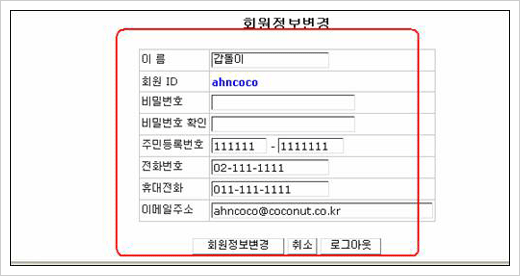 회원정보변경
이 름 갑돌이
회원 ID ahncoco
비밀번호
비밀번호 확인
주민등록번호 111111 - 1111111
전화번호 02-111-1111
휴대전화 011-111-1111
이메일주소 ahncoco@coconut.co.kr
회원정보변경 취소 로그아웃